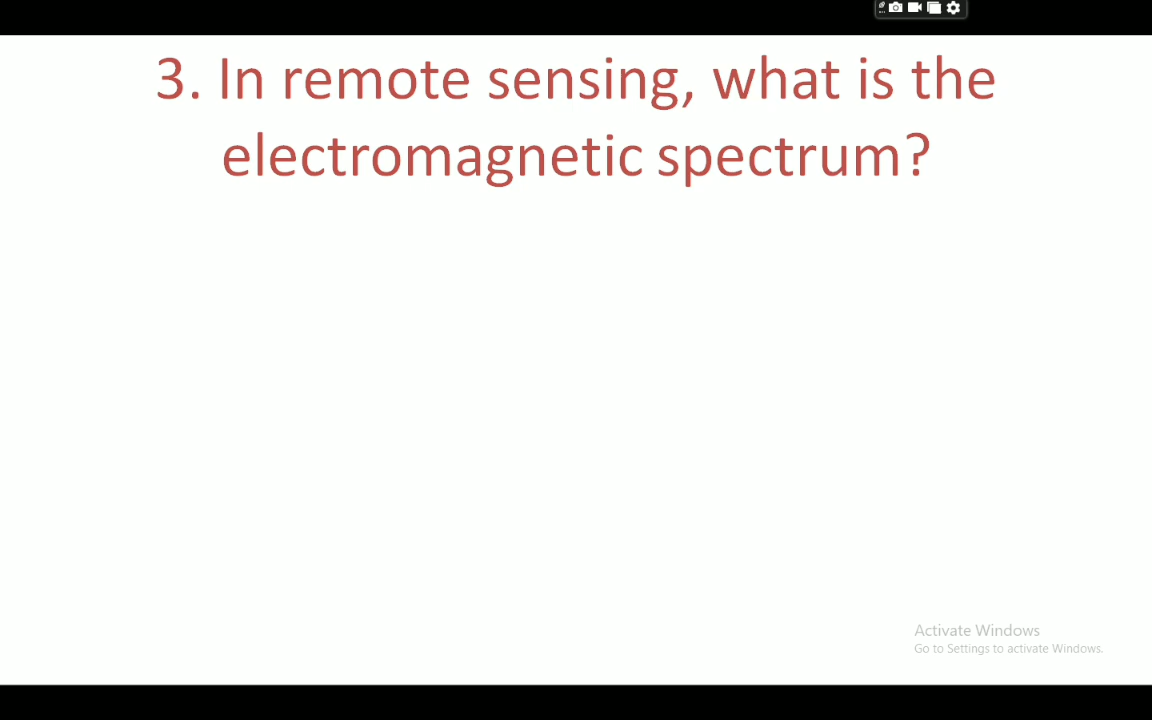 3. In remote sensing, what is the
electromagnetic spectrum?
Activate Windows
Go to Settings to activate Windows.